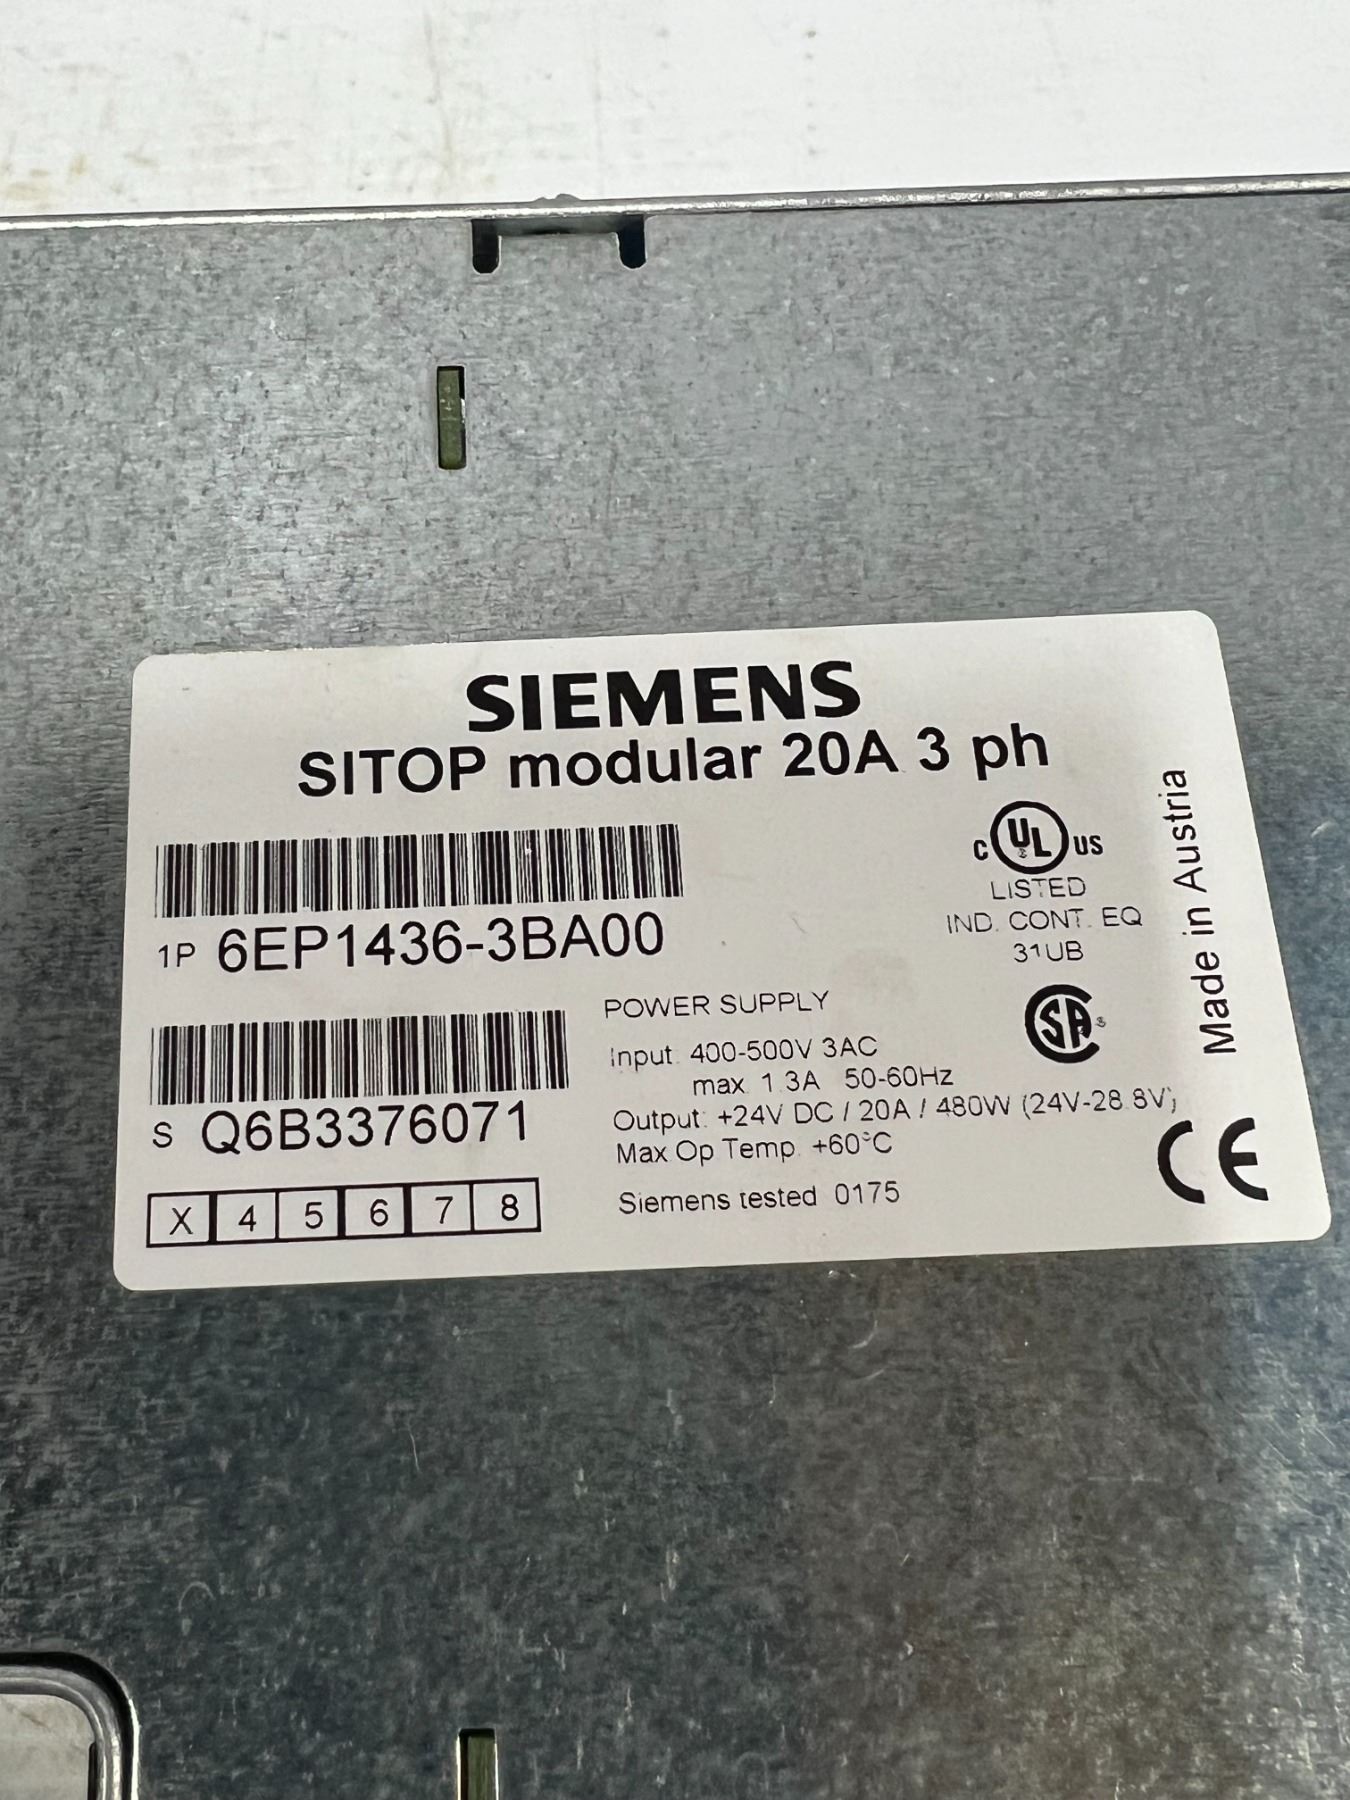 SIEMENS
SITOP modular 20A 3 ph
1P 6EP1436-3BA00
S Q6B3376071
X 4 5 6 7 8
C UL US
LISTED
IND. CONT. EQ
31UB
SA
POWER SUPPLY
Input: 400-500V 3AC
max. 1.3A 50-60Hz
Output: +24V DC / 20A / 480W (24V-28.8V)
Max Op Temp. +60°C
Siemens tested 0175
CE
Made in Austria